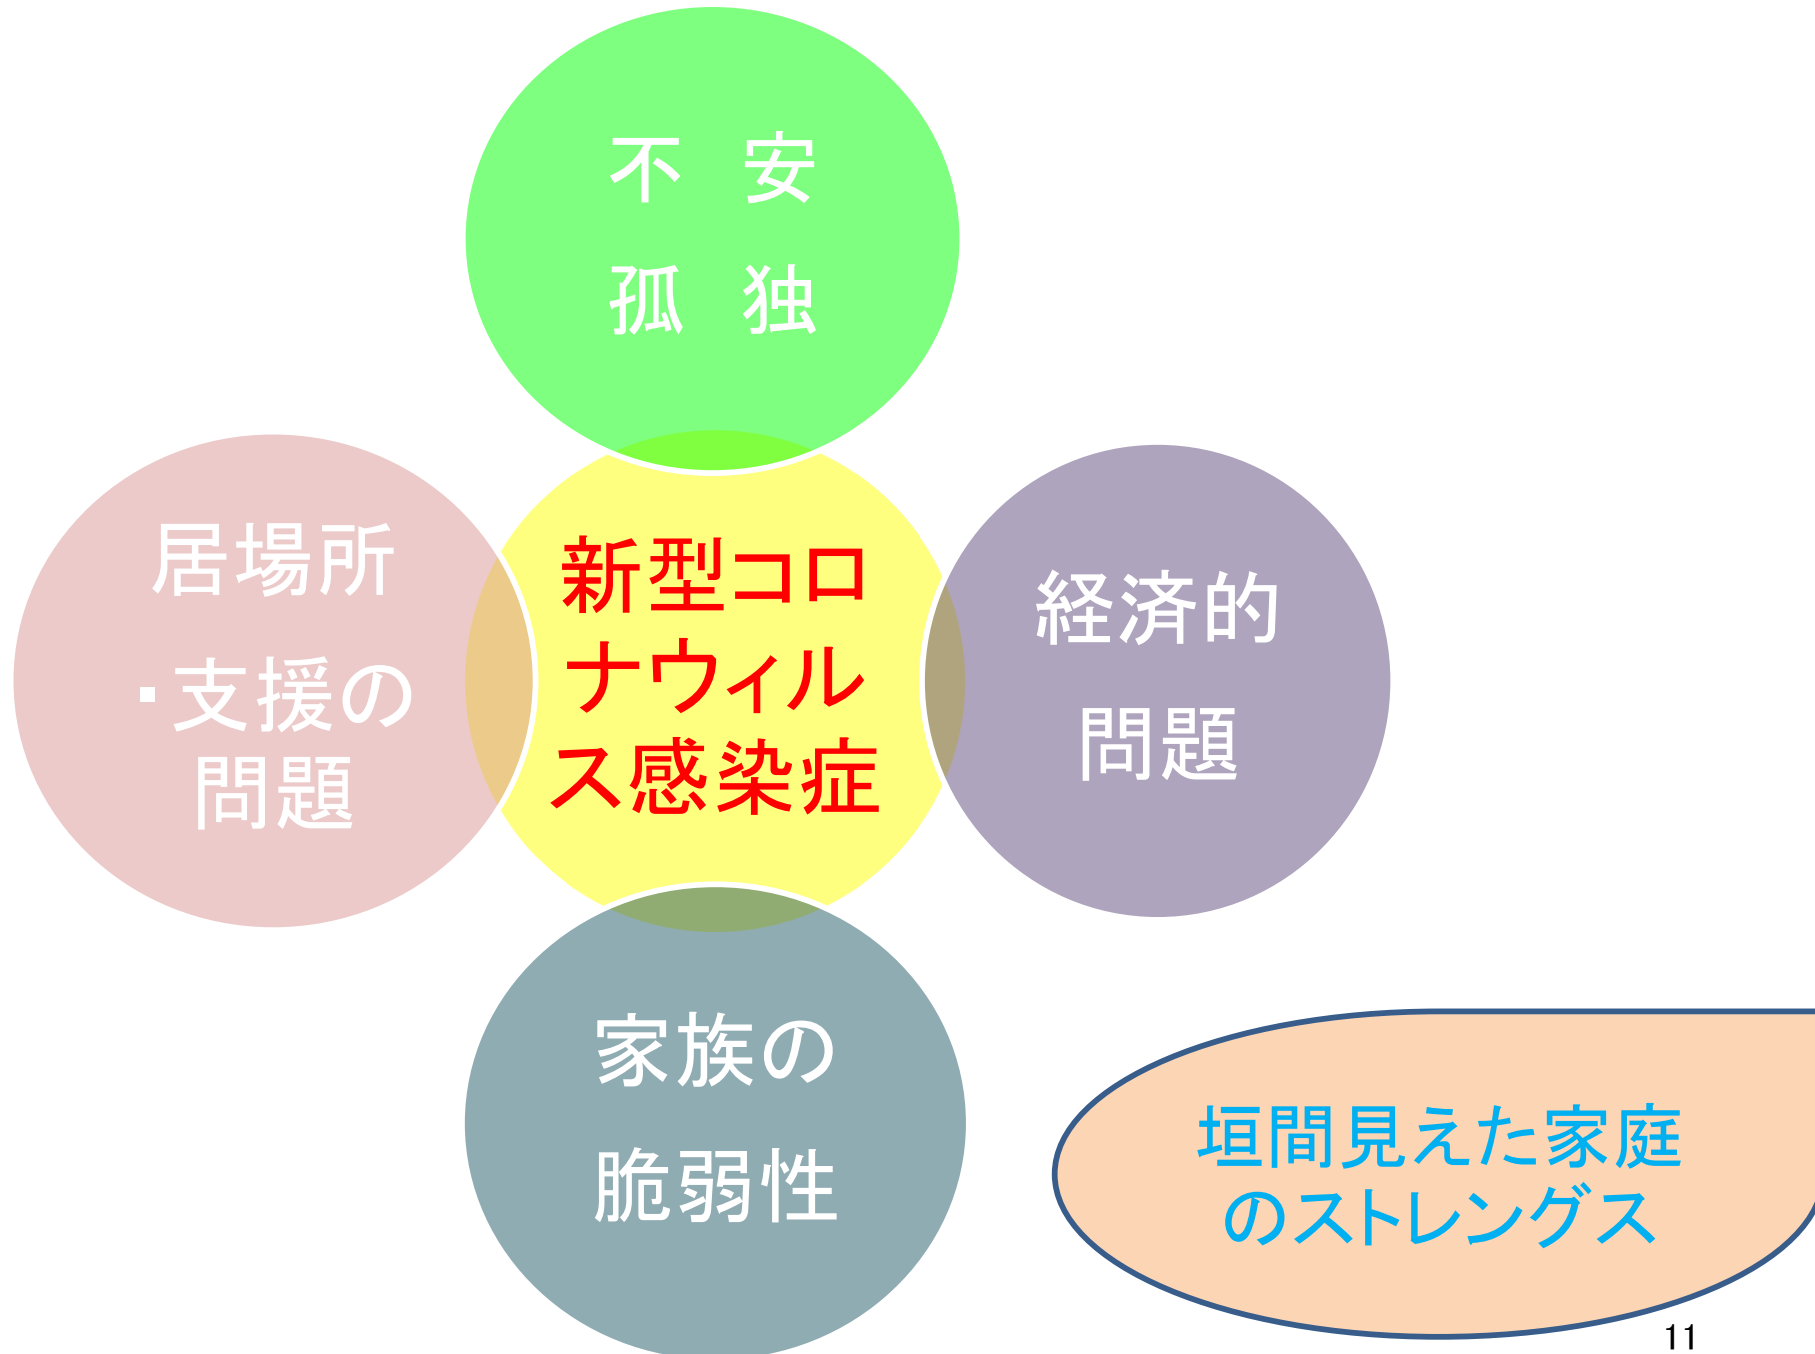 不　安
孤　独
居場所
・支援の
問題
新型コロ
ナウィル
ス感染症
経済的
問題
家族の
脆弱性
垣間見えた家庭
のストレングス
11